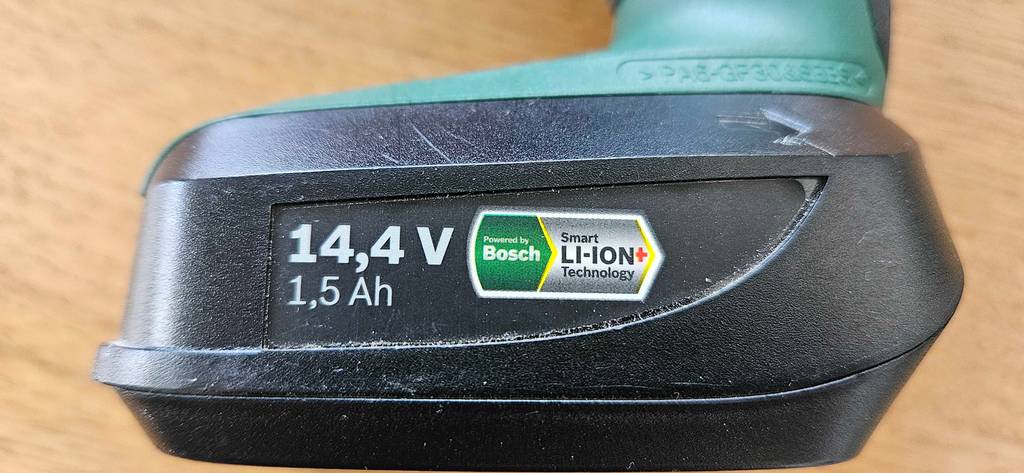 14,4 V
1,5 Ah
Powered by
Bosch
Smart
LI-ION+
Technology